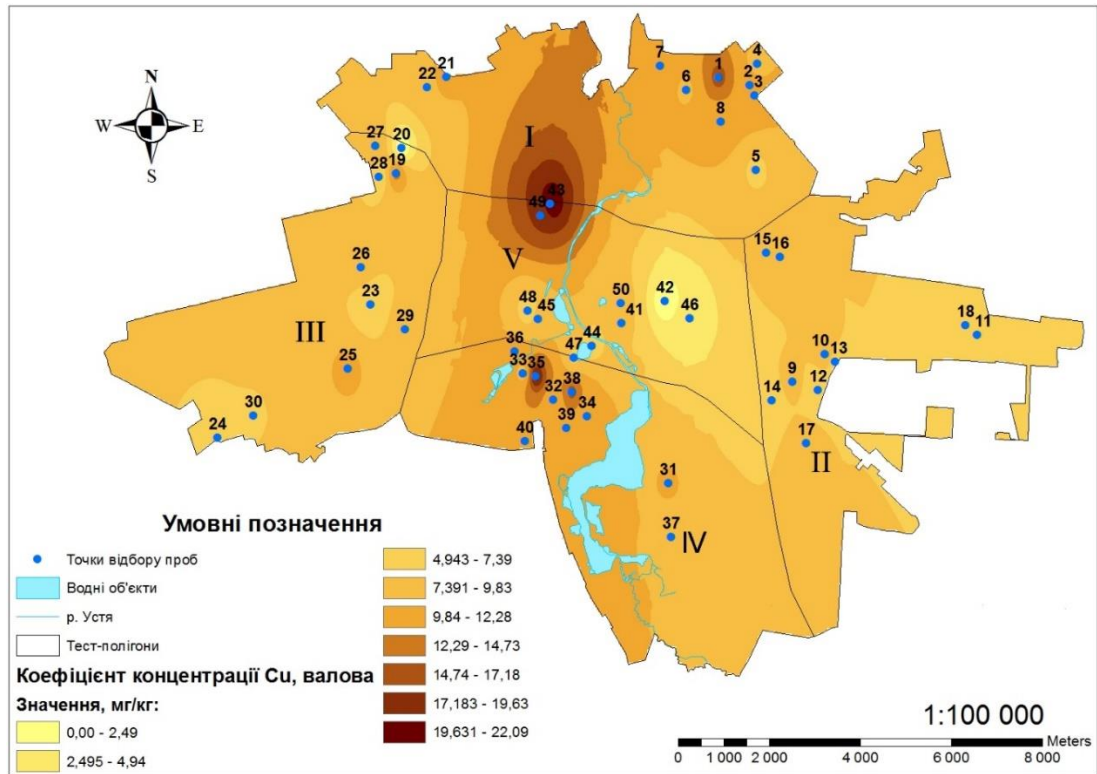 N
W E
S
21
22
27
20
28
19
I
7
4
1
2
3
6
8
5
43
49
V
26
23
29
III
25
30
24
48
45
50
41
42
46
36
44
47
33
35
32
38
34
39
40
15
16
18
11
10
13
9
12
14
17
II
31
37
IV
Умовні позначення
Точки відбору проб
Водні об'єкти
р. Устя
Тест-полігони
Коефіцієнт концентрації Cu, валова
Значення, мг/кг:
0,00 - 2,49
2,495 - 4,94
4,943 - 7,39
7,391 - 9,83
9,84 - 12,28
12,29 - 14,73
14,74 - 17,18
17,183 - 19,63
19,631 - 22,09
1:100 000
Meters
0 1 000 2 000 4 000 6 000 8 000